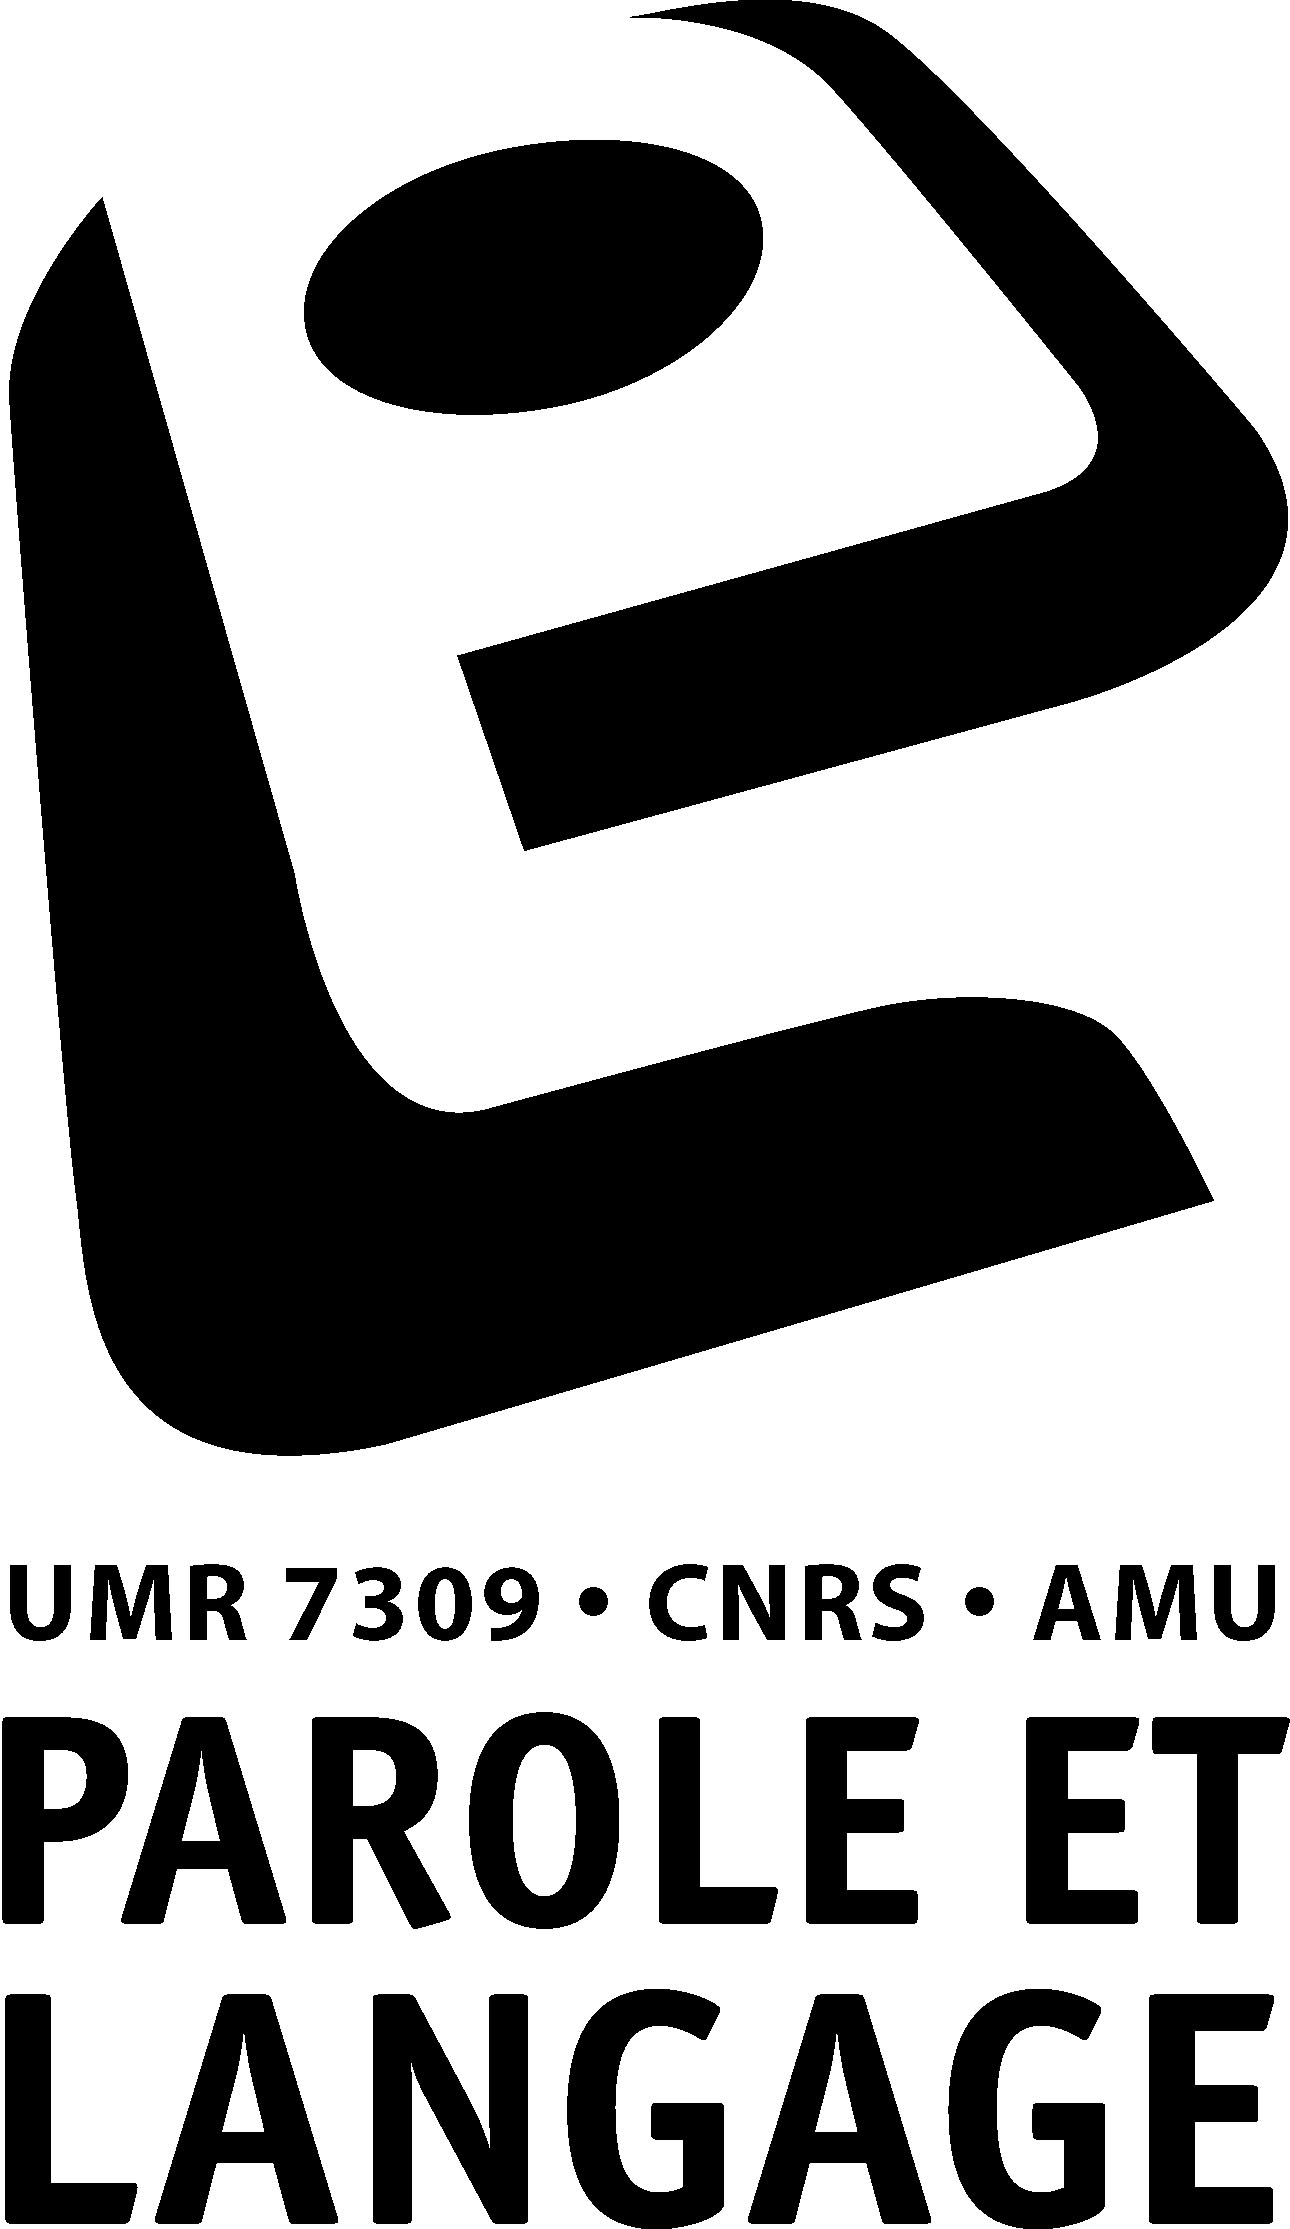 UMR 7309 • CNRS • AMU
PAROLE ET
LANGAGE